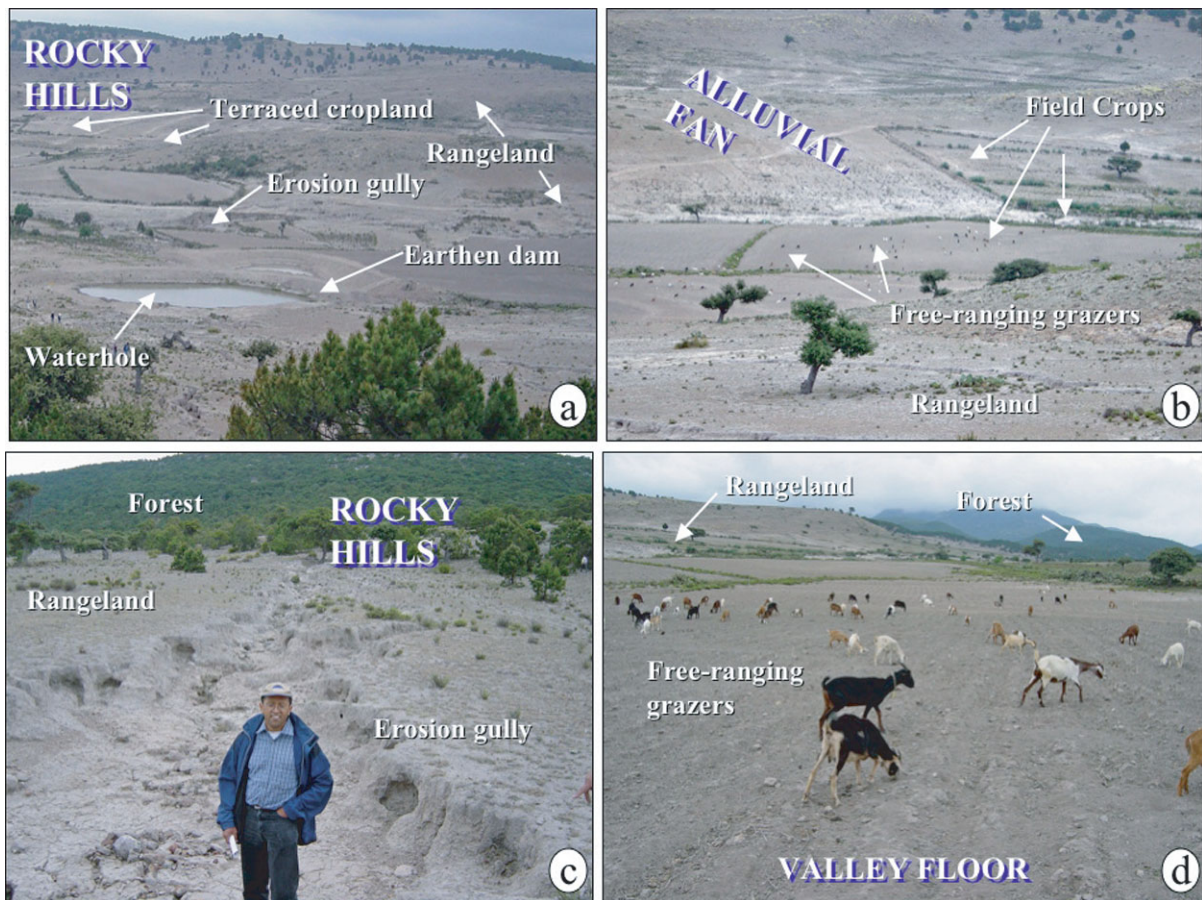 ROCKY
HILLS
Terraced cropland
Rangeland
Erosion gully
Earthen dam
Waterhole
a
ALLUVIAL
FAN
Field Crops
Free-ranging grazers
Rangeland
b
Forest
ROCKY
HILLS
Rangeland
Erosion gully
c
Rangeland
Forest
Free-ranging
grazers
VALLEY FLOOR
d